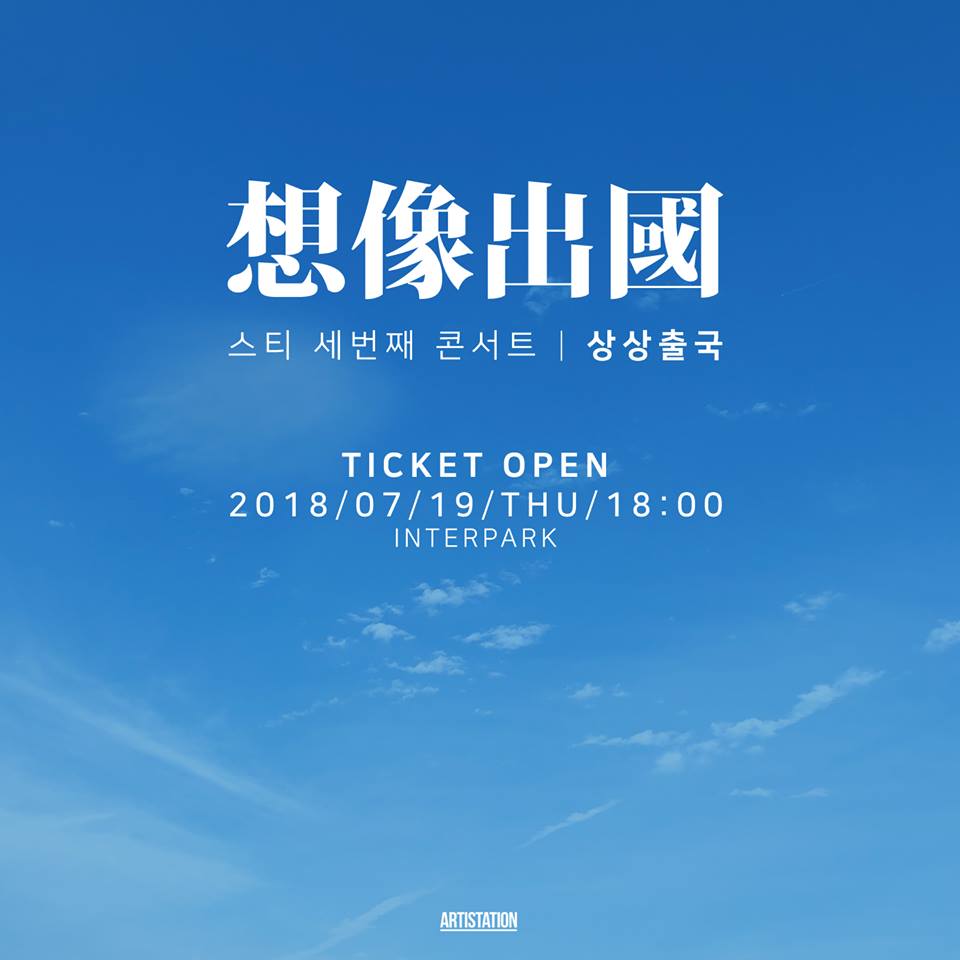 想像出國
스티 세번째 콘서트 | 상상출국
TICKET OPEN
2018/07/19/THU/18:00
INTERPARK
ARTISTATION